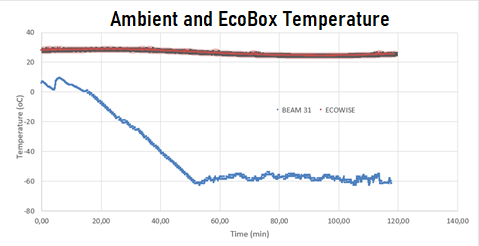 Ambient and EcoBox Temperature
40
20
0
-20
-40
-60
-80
Temperature (oC)
BEAM 31 ECOWISE
0,00 20,00 40,00 60,00 80,00 100,00 120,00 140,00
Time (min)